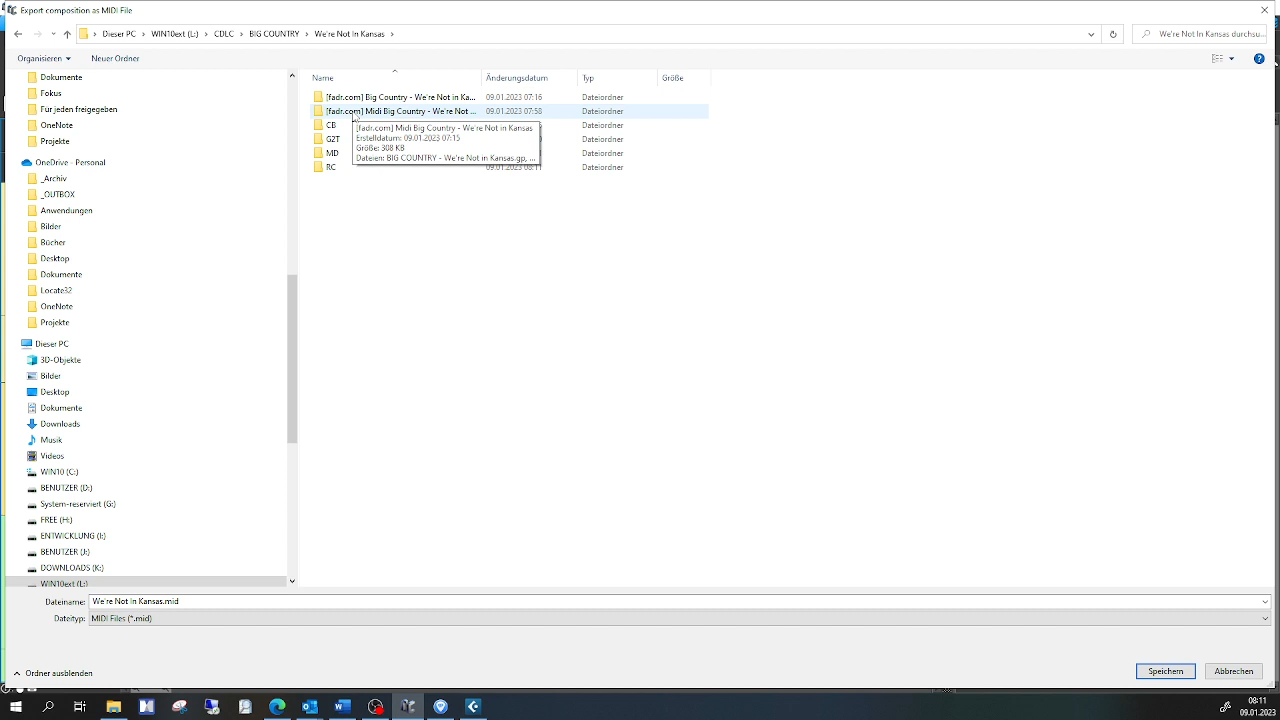 Export composition as MIDI File
Dieser PC > WIN10ext (L:) > CDLC > BIG COUNTRY > We're Not In Kansas >
We're Not In Kansas durchsu...
Organisieren
Neuer Ordner
Name
Änderungsdatum
Typ
Größe
[fadr.com] Big Country - We're Not in Ka...
09.01.2023 07:16
Dateiordner
[fadr.com] Midi Big Country - We're Not ...
09.01.2023 07:58
Dateiordner
CB
Dateiordner
G2T
Dateiordner
MD
Dateiordner
RC
09.01.2023 08:11
Dateiordner
[fadr.com] Midi Big Country - We're Not in Kansas
Erstelldatum: 09.01.2023 07:15
Größe: 308 KB
Dateien: BIG COUNTRY - We're Not in Kansas.gp, ...
Dokumente
Fokus
Für jeden freigegeben
OneNote
Projekte
OneDrive - Personal
_Archiv
_OUTBOX
Anwendungen
Bilder
Bücher
Desktop
Dokumente
Locate32
OneNote
Projekte
Dieser PC
3D-Objekte
Bilder
Desktop
Dokumente
Downloads
Musik
Videos
WIN10 (C:)
BENUTZER (D:)
System-reserviert (G:)
FREE (H:)
ENTWICKLUNG (I:)
BENUTZER (J:)
DOWNLOADS (K:)
WIN10ext (L:)
Dateiname: We're Not In Kansas.mid
Dateityp: MIDI Files (*.mid)
Ordner ausblenden
Speichern
Abbrechen
08:11
09.01.2023